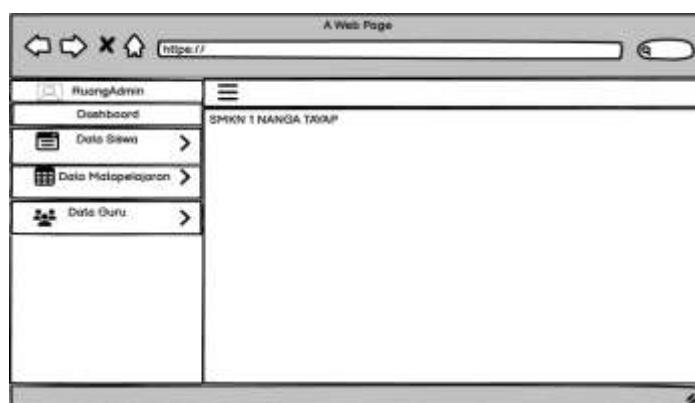 A Web Page
https://
RuangAdmin
Dashboard
SMKN 1 NANGA TAYAP
Data Siswa
Data Matapelajaran
Data Guru